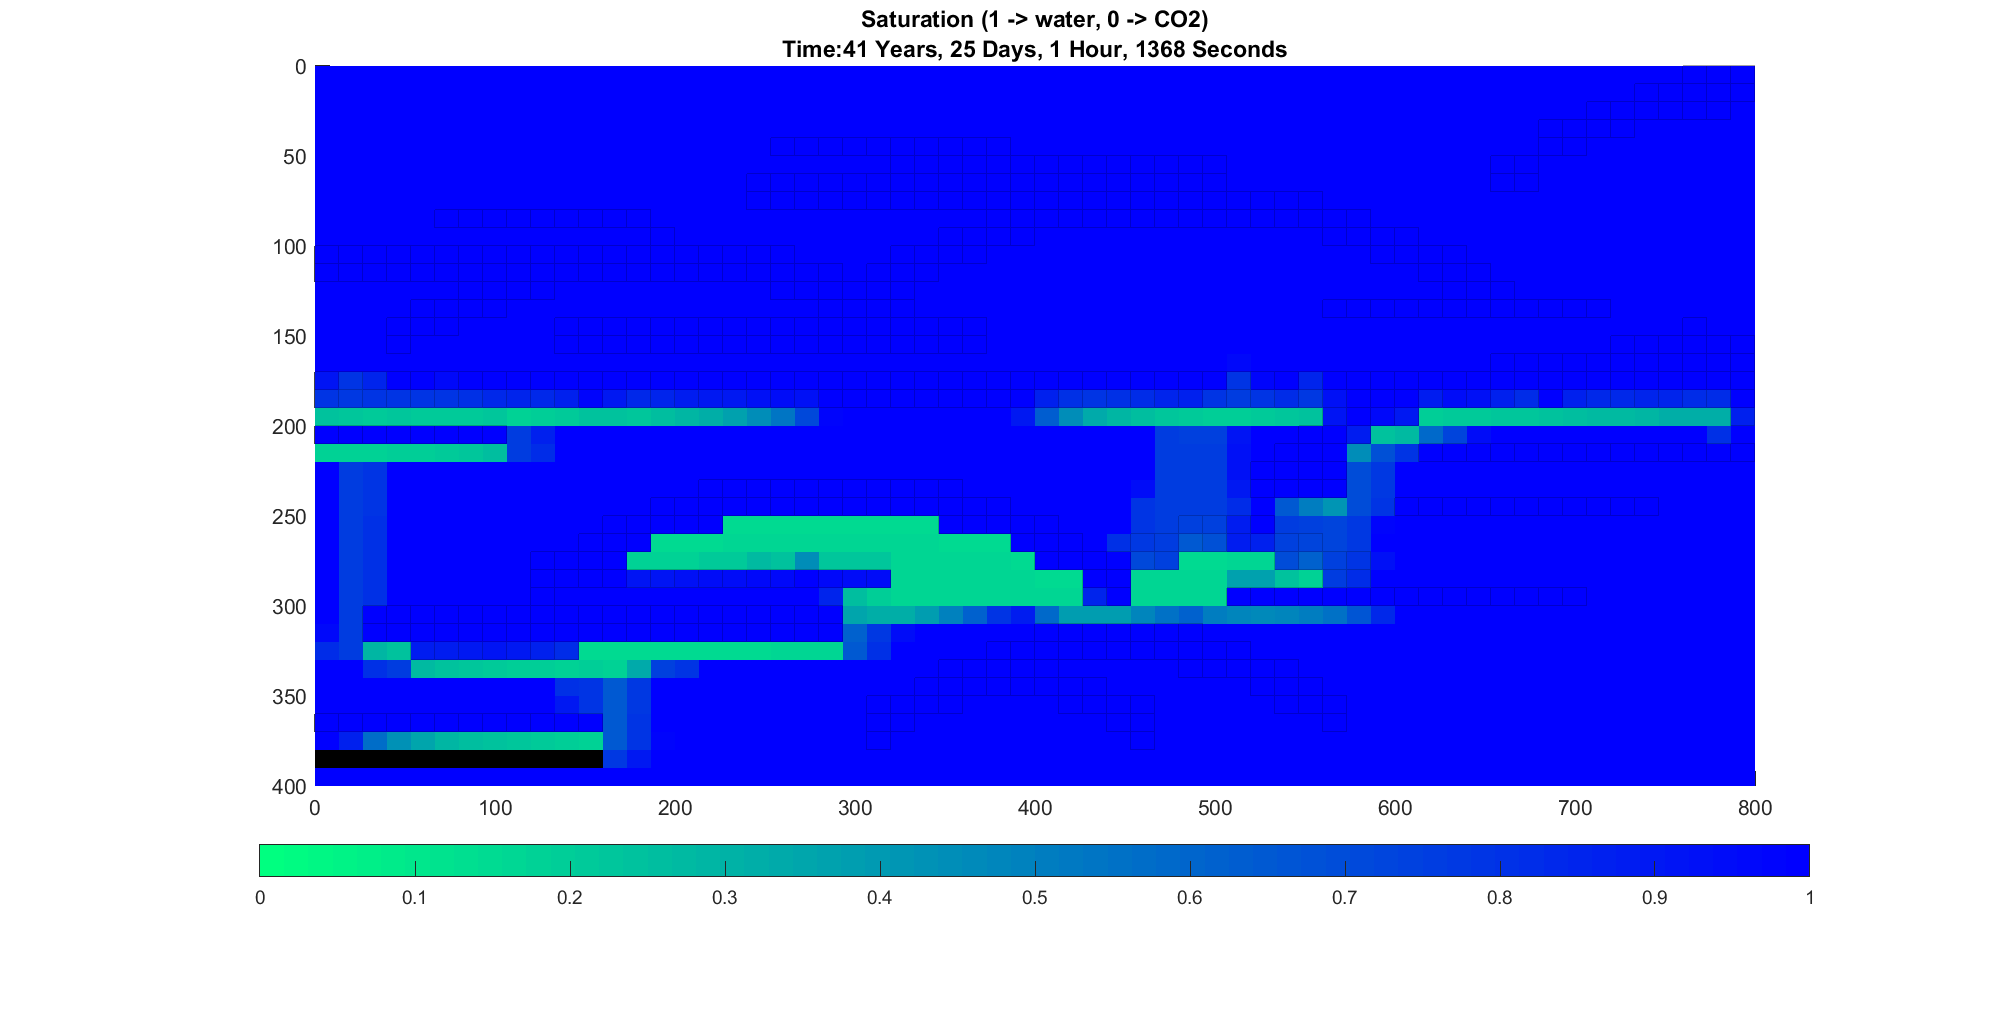 Saturation (1 -> water, 0 -> CO2)
Time:41 Years, 25 Days, 1 Hour, 1368 Seconds
0
50
100
150
200
250
300
350
400
0 100 200 300 400 500 600 700 800
0 0.1 0.2 0.3 0.4 0.5 0.6 0.7 0.8 0.9 1